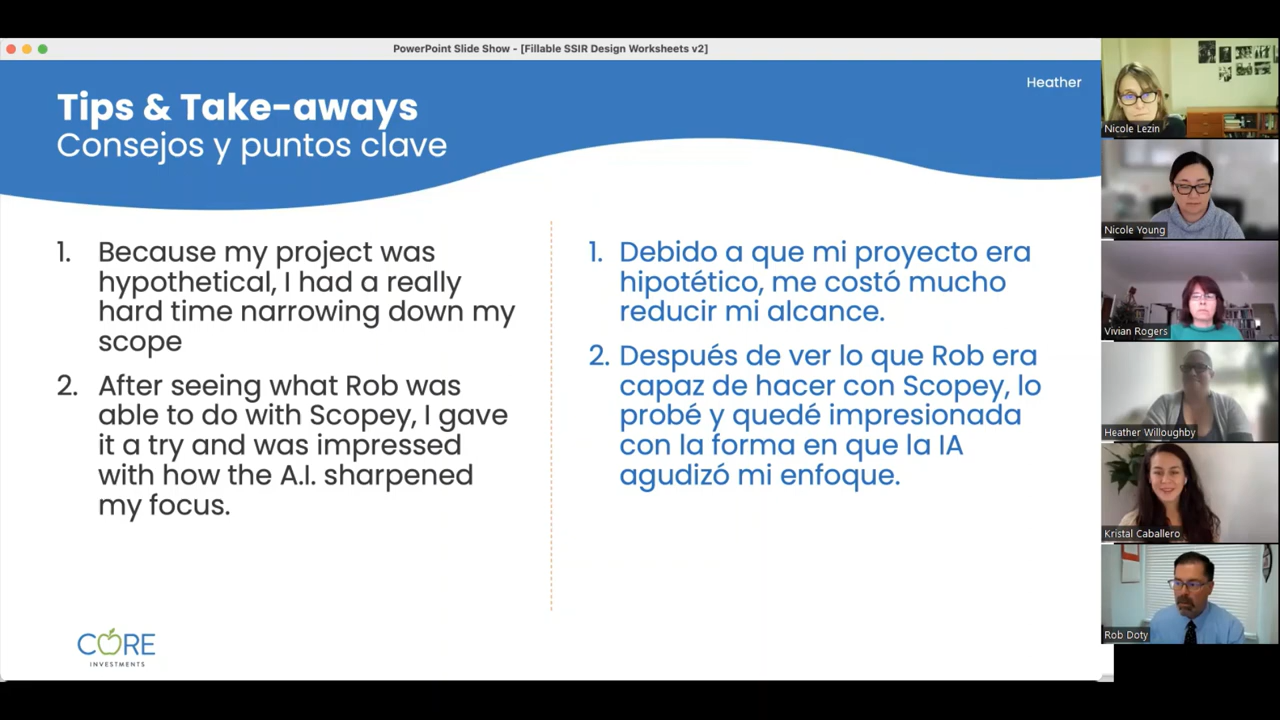 PowerPoint Slide Show - [Fillable SSIR Design Worksheets v2]
Heather
Tips & Take-aways
Consejos y puntos clave
1. Because my project was
hypothetical, I had a really
hard time narrowing down my
scope
2. After seeing what Rob was
able to do with Scopey, I gave
it a try and was impressed
with how the A.I. sharpened
my focus.
1. Debido a que mi proyecto era
hipotético, me costó mucho
reducir mi alcance.
2. Después de ver lo que Rob era
capaz de hacer con Scopey, lo
probé y quedé impresionada
con la forma en que la IA
agudizó mi enfoque.
CORE
INVESTMENTS
Nicole Lezin
Nicole Young
Vivian Rogers
Heather Willoughby
Kristal Caballero
Rob Doty